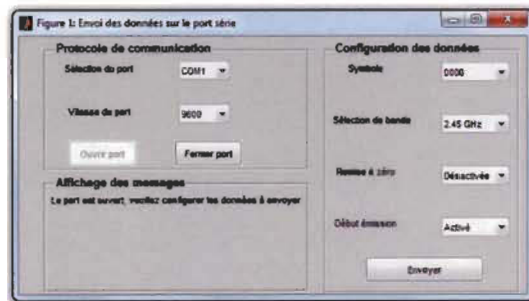 Figure 1: Envoi des données sur le port série
Protocole de communication
Sélection du port
COM1
Vitesse du port
9600
Ouvrir port
Fermer port
Affichage des messages
Le port est ouvert, veuillez configurer les données à envoyer
Configuration des données
Symbole
0000
Sélection de bande
2.45 GHz
Remise à zéro
Désactivée
Début émission
Activé
Envoyer